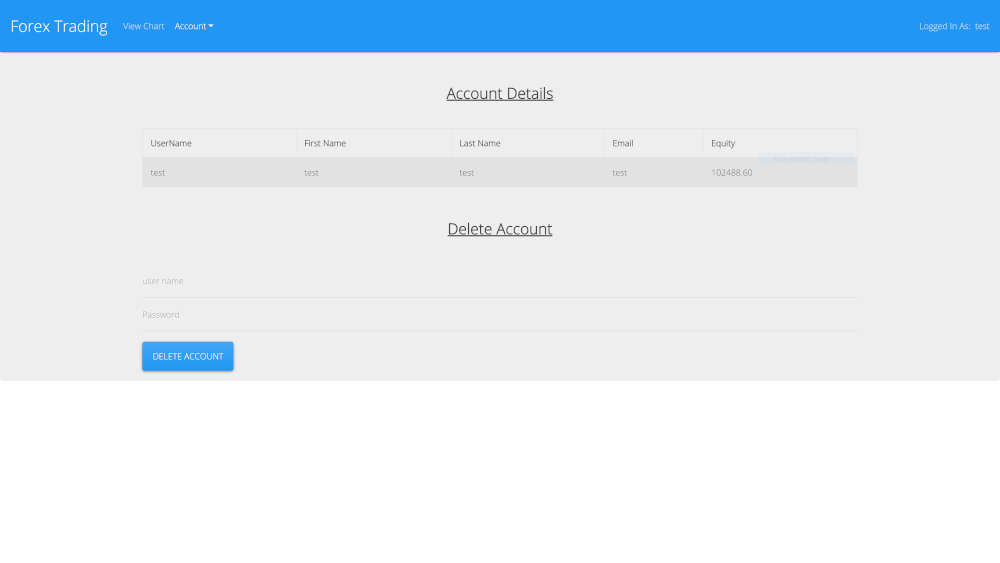 Forex Trading View Chart Account Logged In As: test
Account Details
UserName First Name Last Name Email Equity
test test test test 102488.60
Delete Account
user name
Password
DELETE ACCOUNT